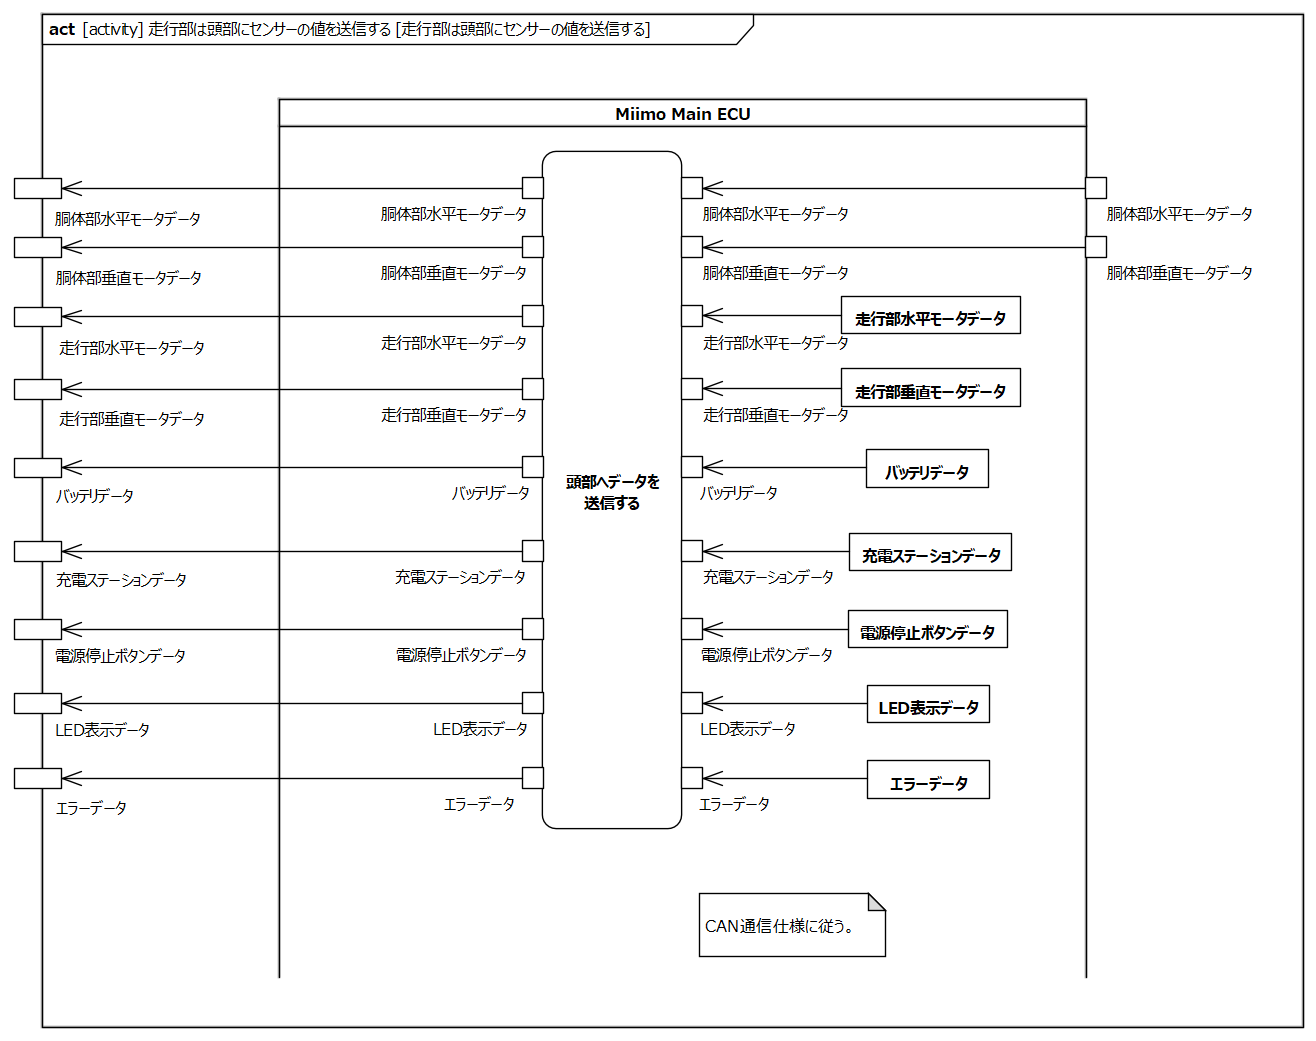 act [activity] 走行部は頭部にセンサーの値を送信する [走行部は頭部にセンサーの値を送信する]
Miimo Main ECU
胴体部水平モータデータ
胴体部水平モータデータ
胴体部水平モータデータ
胴体部水平モータデータ
胴体部垂直モータデータ
胴体部垂直モータデータ
胴体部垂直モータデータ
胴体部垂直モータデータ
走行部水平モータデータ
走行部水平モータデータ
走行部水平モータデータ
走行部水平モータデータ
走行部垂直モータデータ
走行部垂直モータデータ
走行部垂直モータデータ
走行部垂直モータデータ
頭部へデータを
送信する
バッテリデータ
バッテリデータ
バッテリデータ
バッテリデータ
充電ステーションデータ
充電ステーションデータ
充電ステーションデータ
充電ステーションデータ
電源停止ボタンデータ
電源停止ボタンデータ
電源停止ボタンデータ
電源停止ボタンデータ
LED表示データ
LED表示データ
LED表示データ
LED表示データ
エラーデータ
エラーデータ
エラーデータ
エラーデータ
CAN通信仕様に従う。